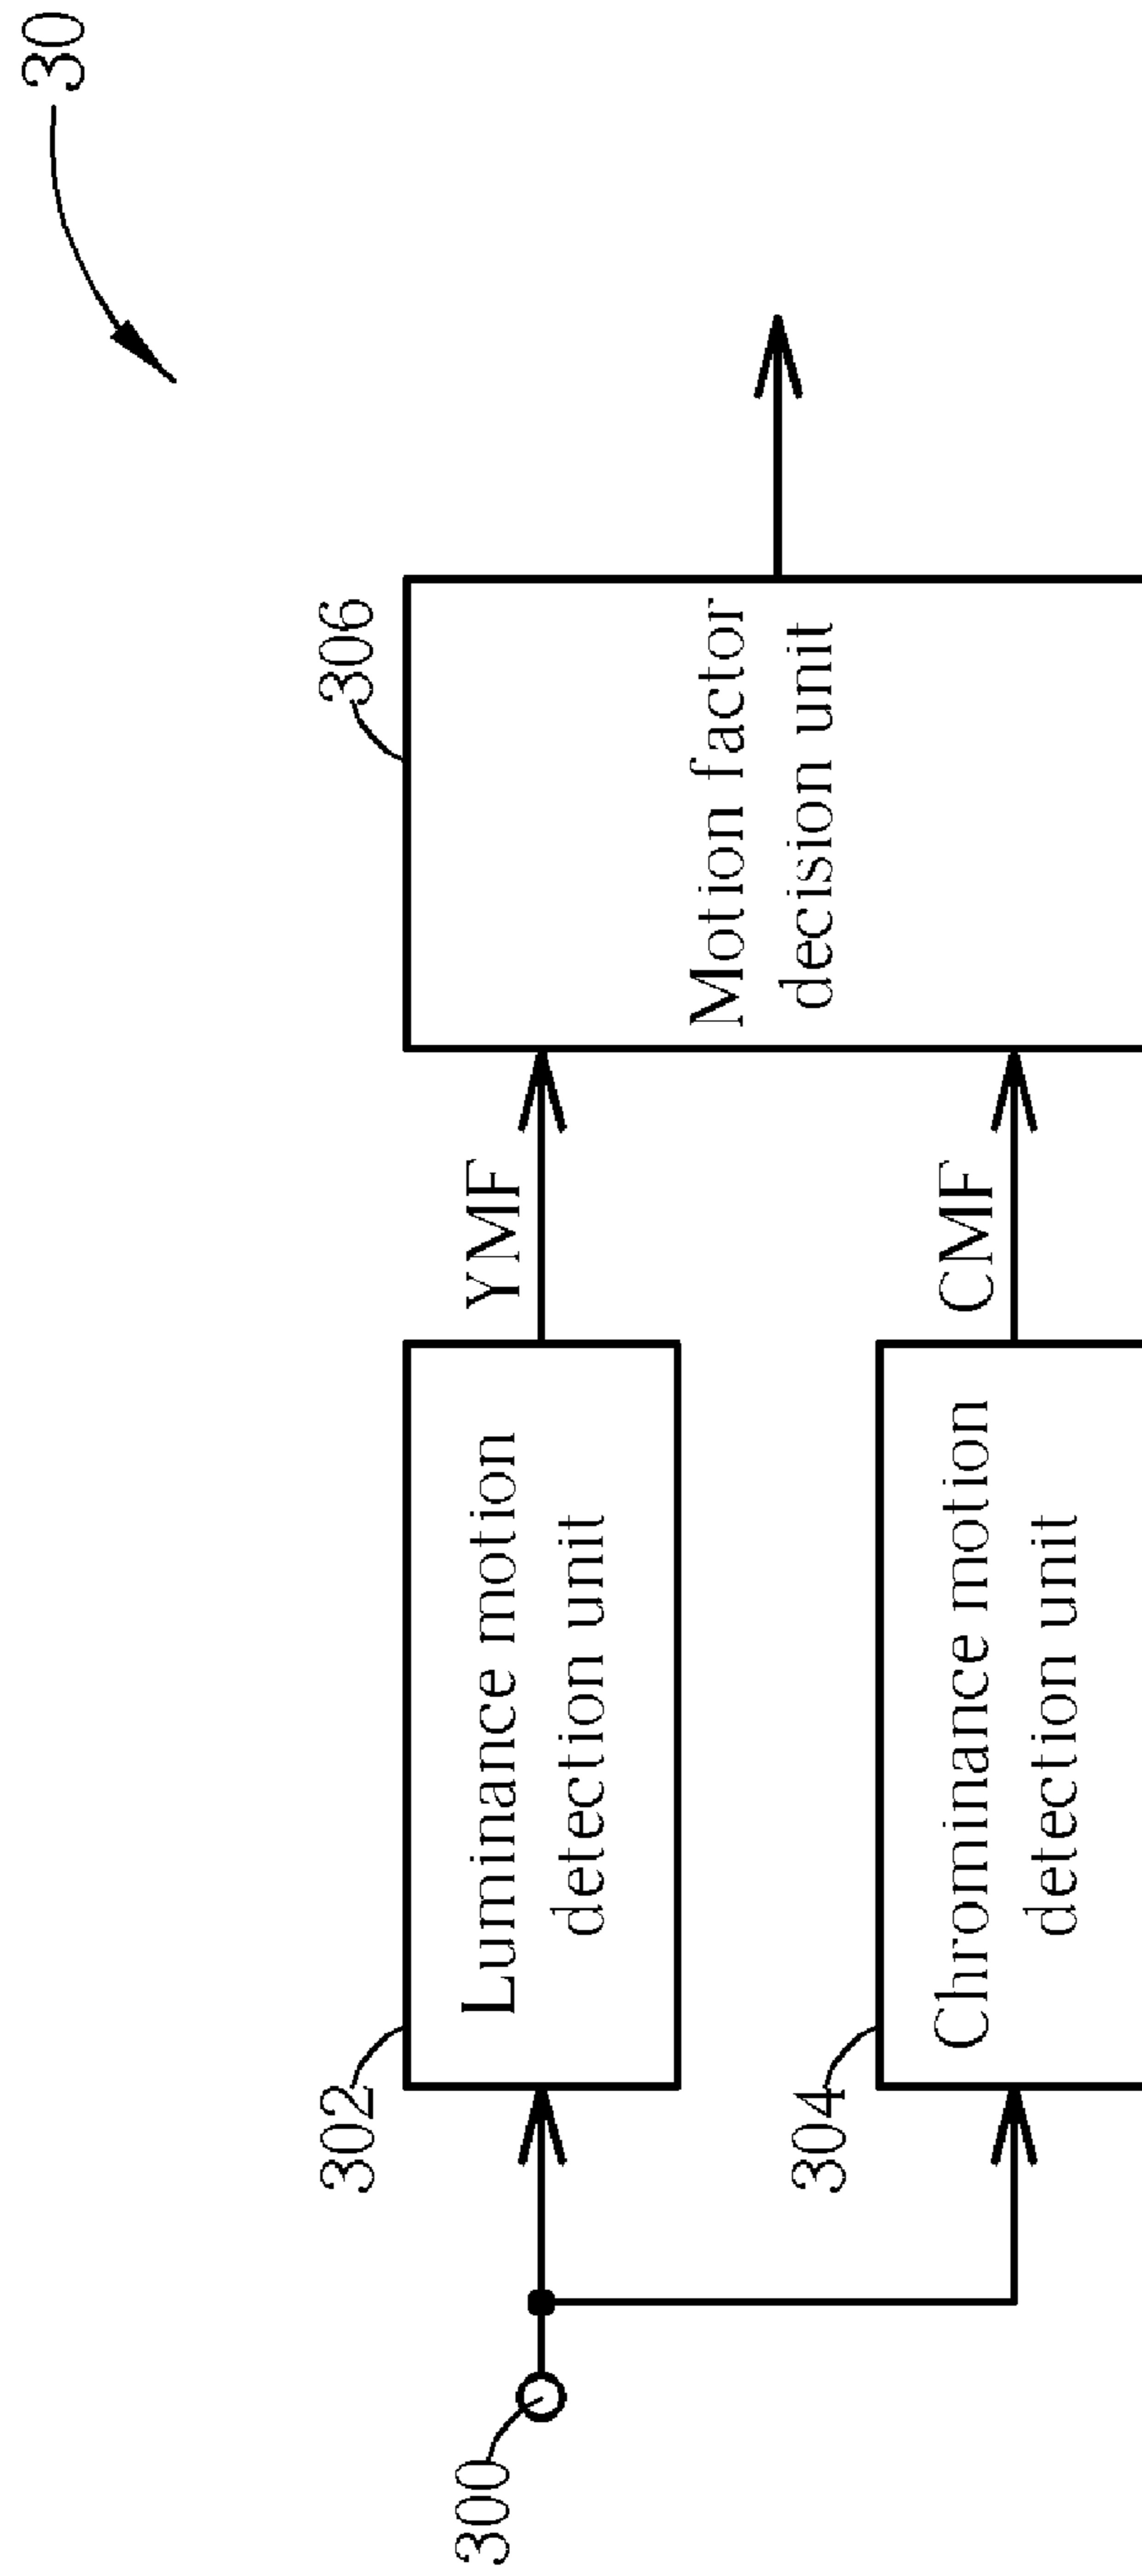 30
306
Motion factor
decision unit
YMF
CMF
302
Luminance motion
detection unit
304
Chrominance motion
detection unit
300